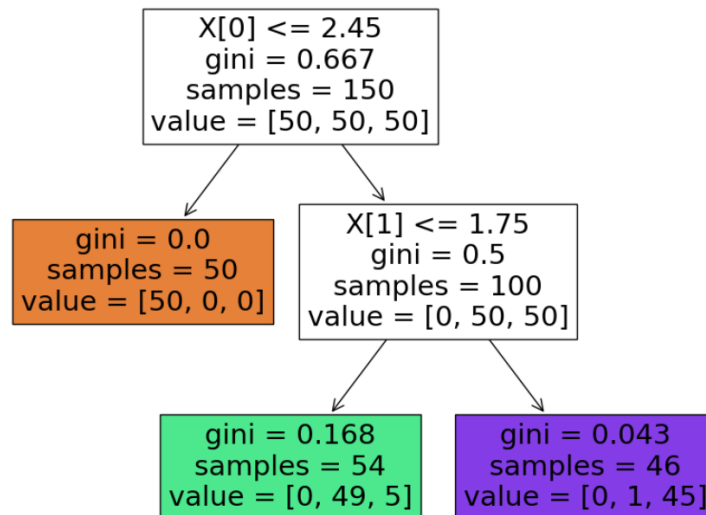 X[0] <= 2.45
gini = 0.667
samples = 150
value = [50, 50, 50]
gini = 0.0
samples = 50
value = [50, 0, 0]
X[1] <= 1.75
gini = 0.5
samples = 100
value = [0, 50, 50]
gini = 0.168
samples = 54
value = [0, 49, 5]
gini = 0.043
samples = 46
value = [0, 1, 45]